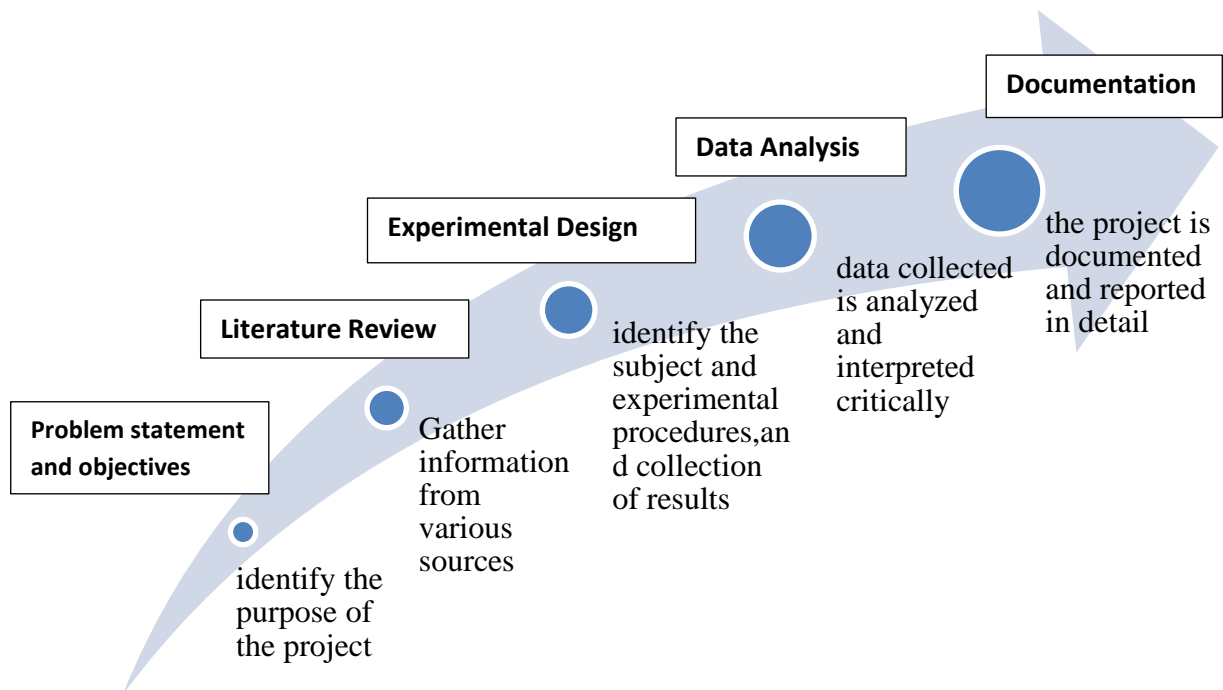 Problem statement
and objectives
identify the
purpose of
the project
Literature Review
Gather
information
from
various
sources
Experimental Design
identify the
subject and
experimental
procedures,an
d collection
of results
Data Analysis
data collected
is analyzed
and
interpreted
critically
Documentation
the project is
documented
and reported
in detail